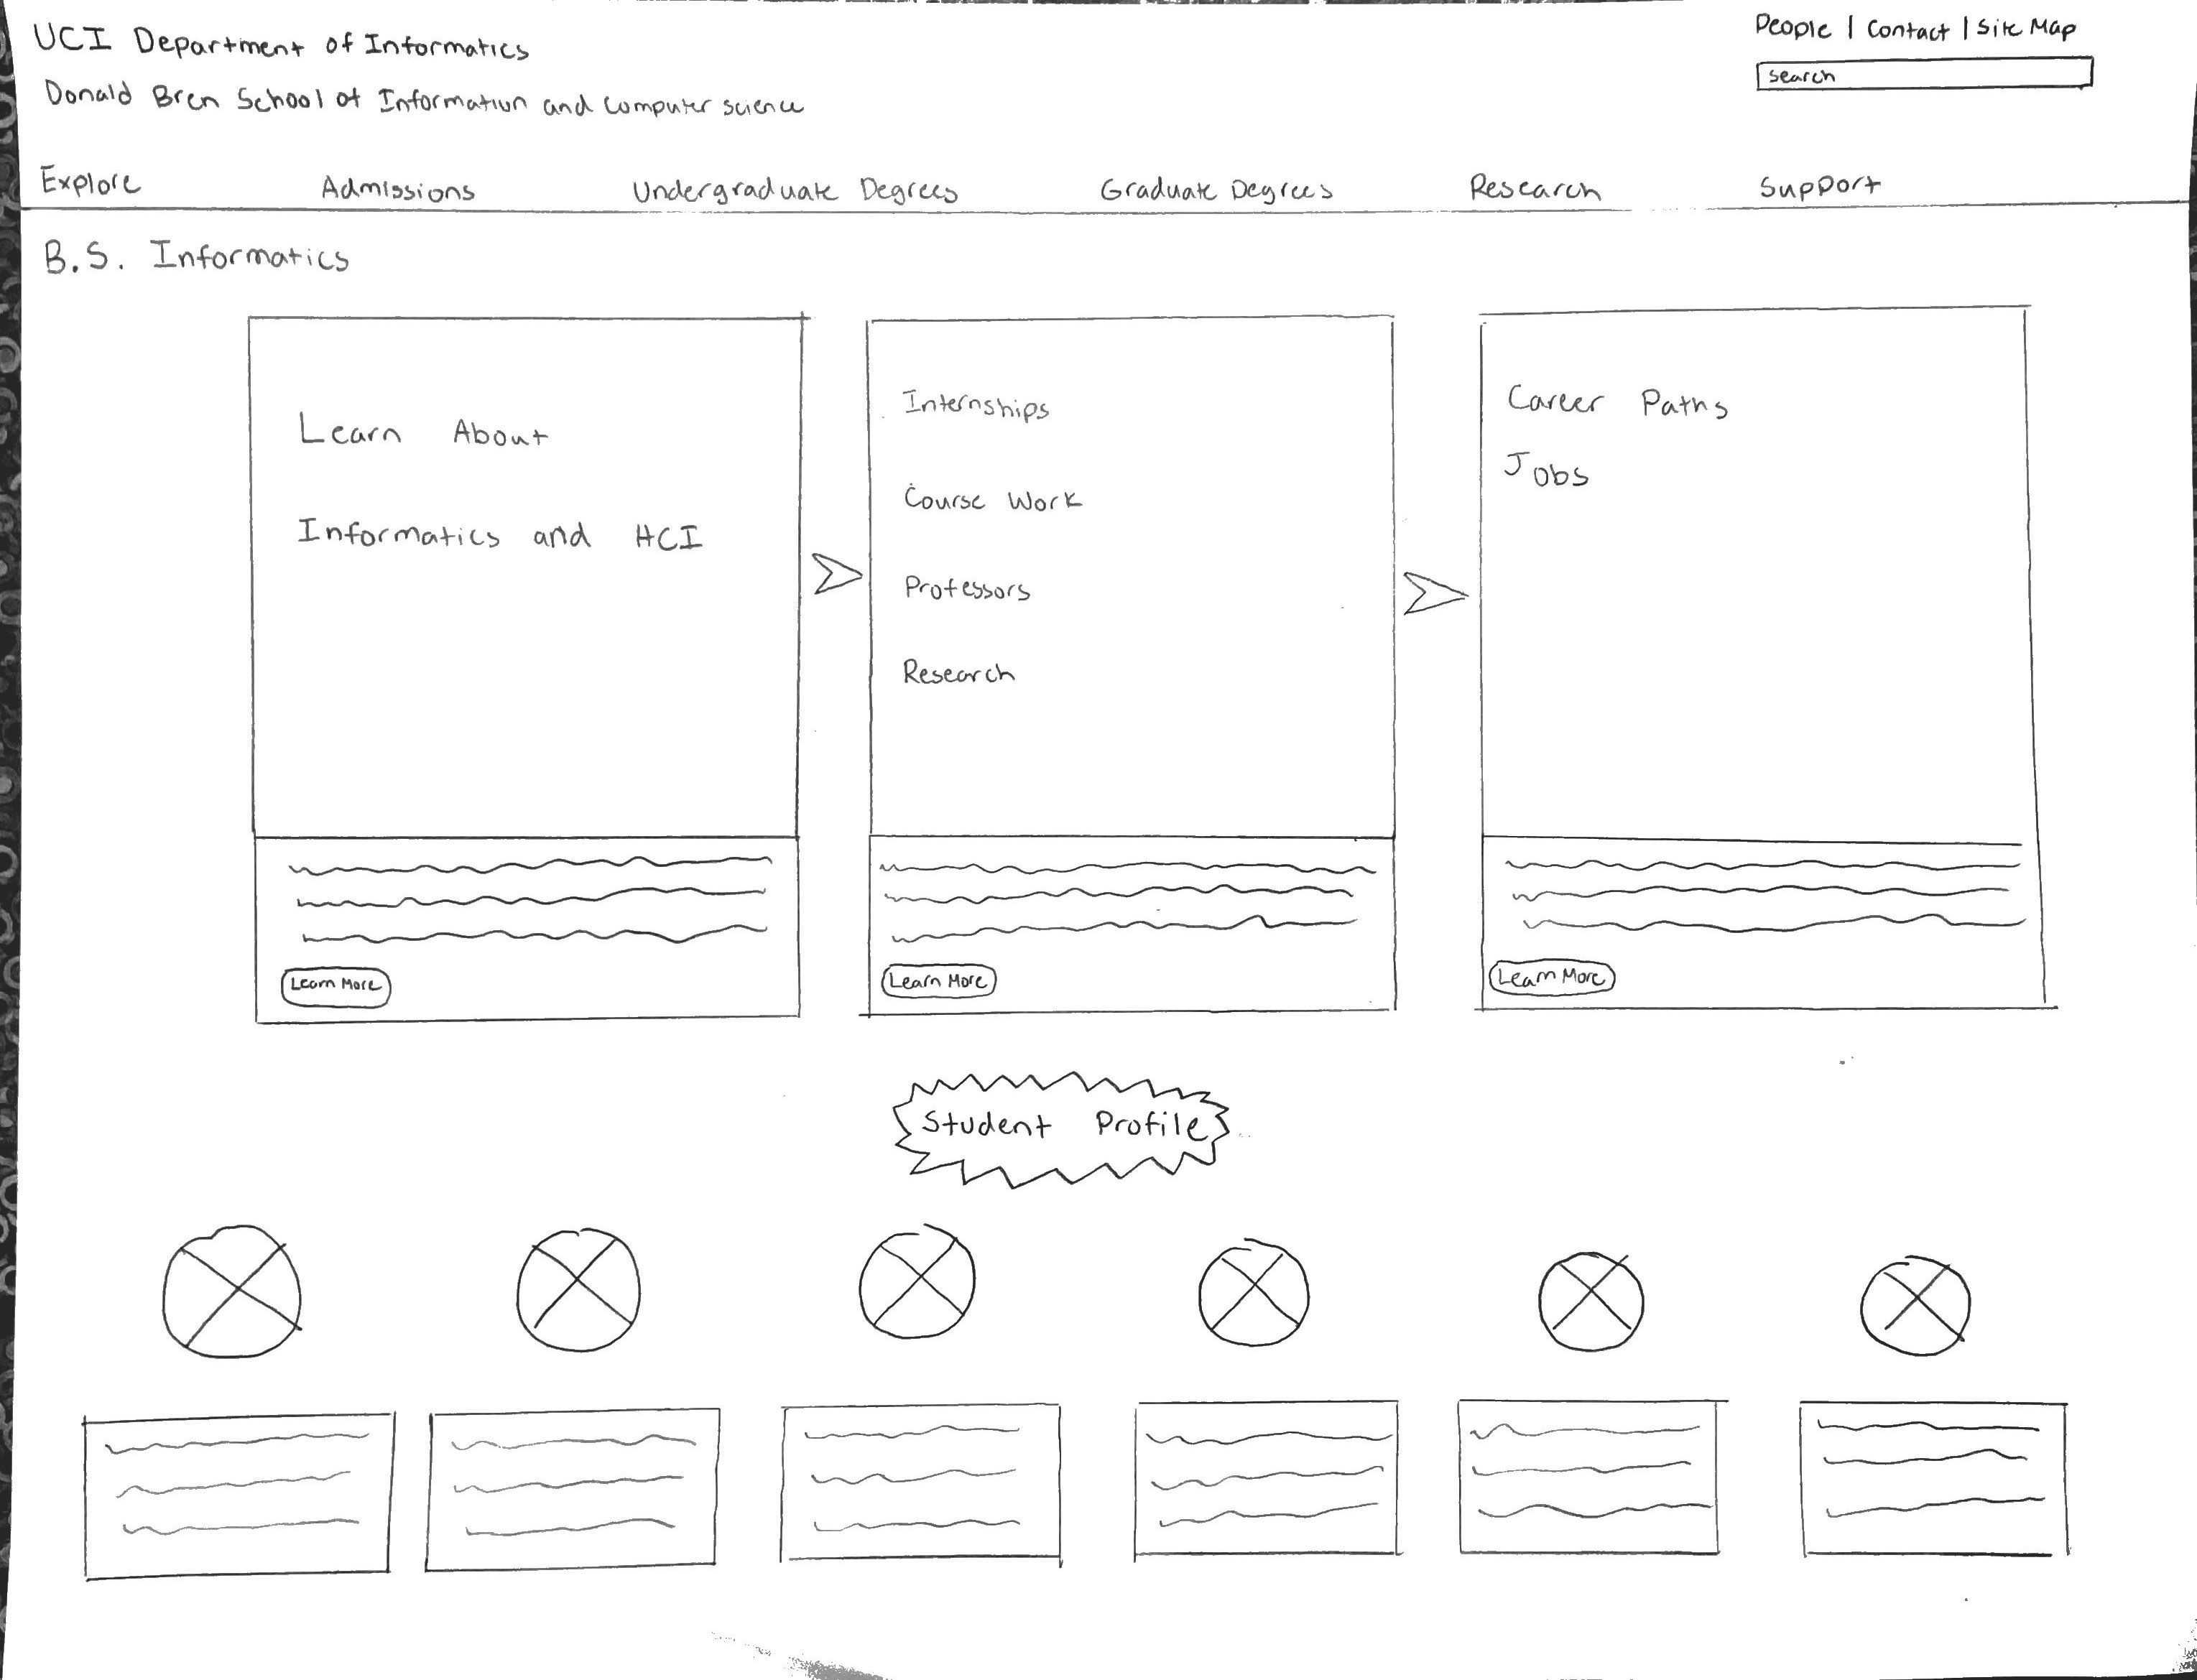 UCI Department of Informatics
Donald Bren School of Information and Computer science
People | Contact | Site Map
Search
Explore Admissions Undergraduate Degrees Graduate Degrees Research Support
B.S. Informatics
Learn About
Informatics and HCI
Learn More
Internships
Course Work
Professors
Research
Learn More
Career Paths
Jobs
Learn More
Student Profile